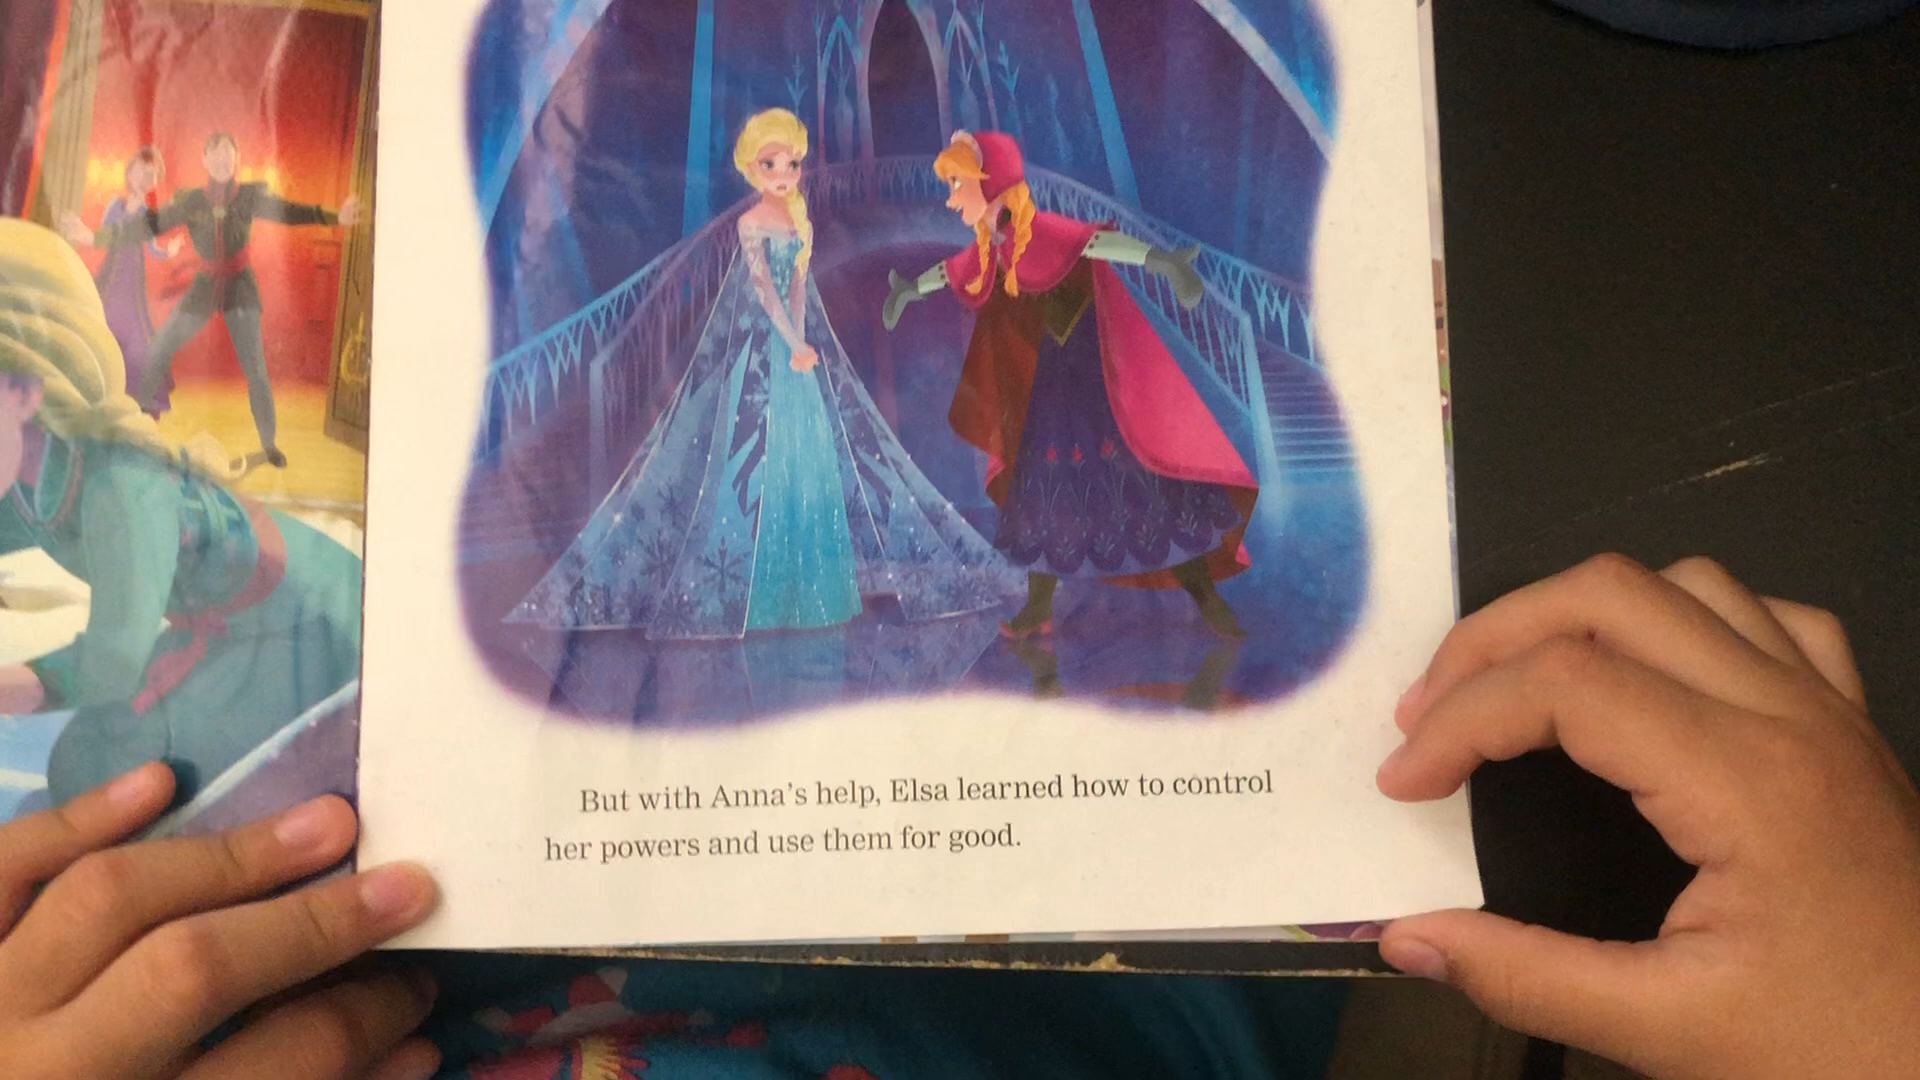 But with Anna's help, Elsa learned how to control
her powers and use them for good.